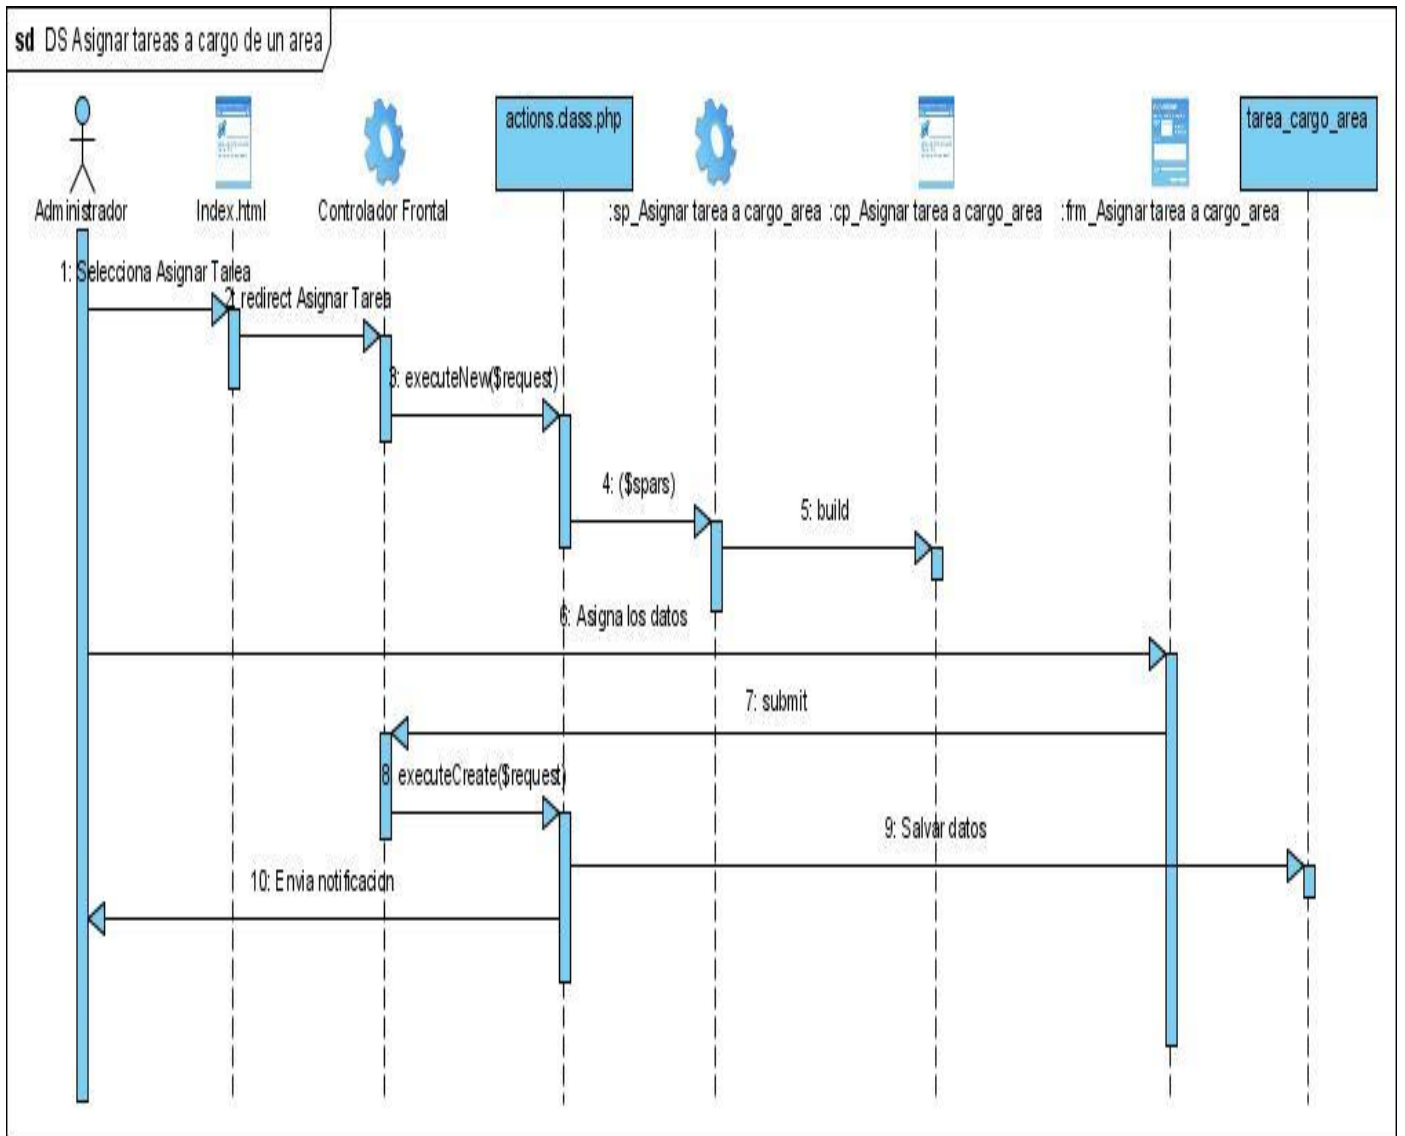 sd DS Asignar tareas a cargo de un area
actions.class.php
tarea_cargo_area
Administrador
Index.html
Controlador Frontal
:sp_Asignar tarea a cargo_area
:cp_Asignar tarea a cargo_area
:frm_Asignar tarea a cargo_area
1: Selecciona Asignar Tarea
2: redirect Asignar Tarea
3: executeNew($request)
4: ($spars)
5: build
6: Asigna los datos
7: submit
8: executeCreate($request)
9: Salvar datos
10: Envia notificacion